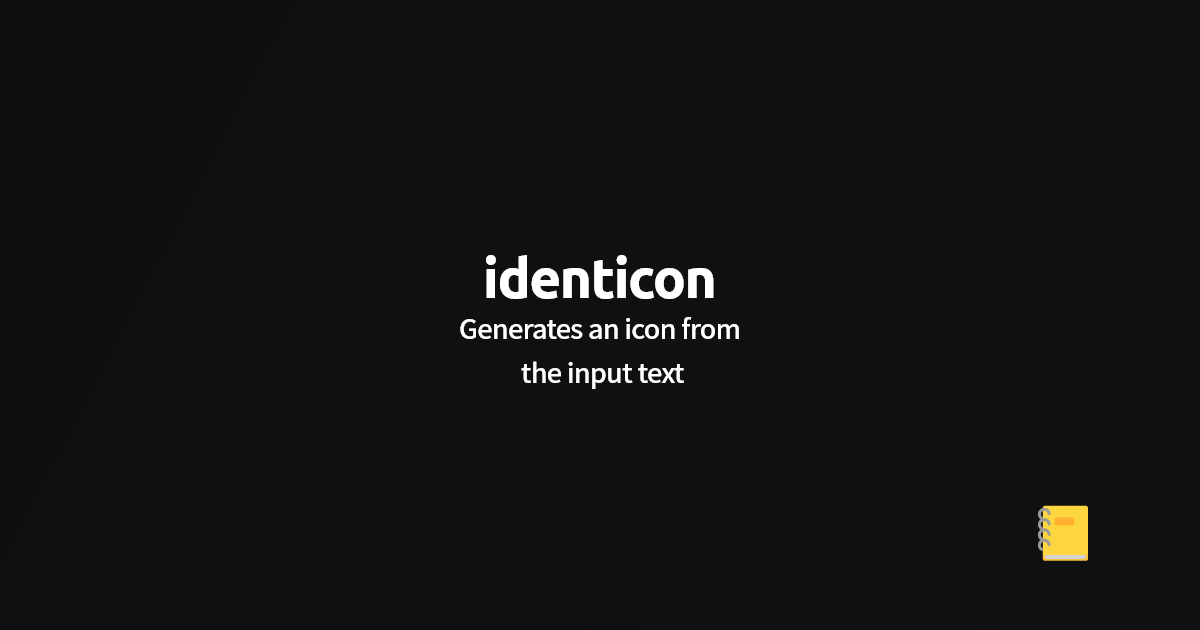 identicon
Generates an icon from
the input text